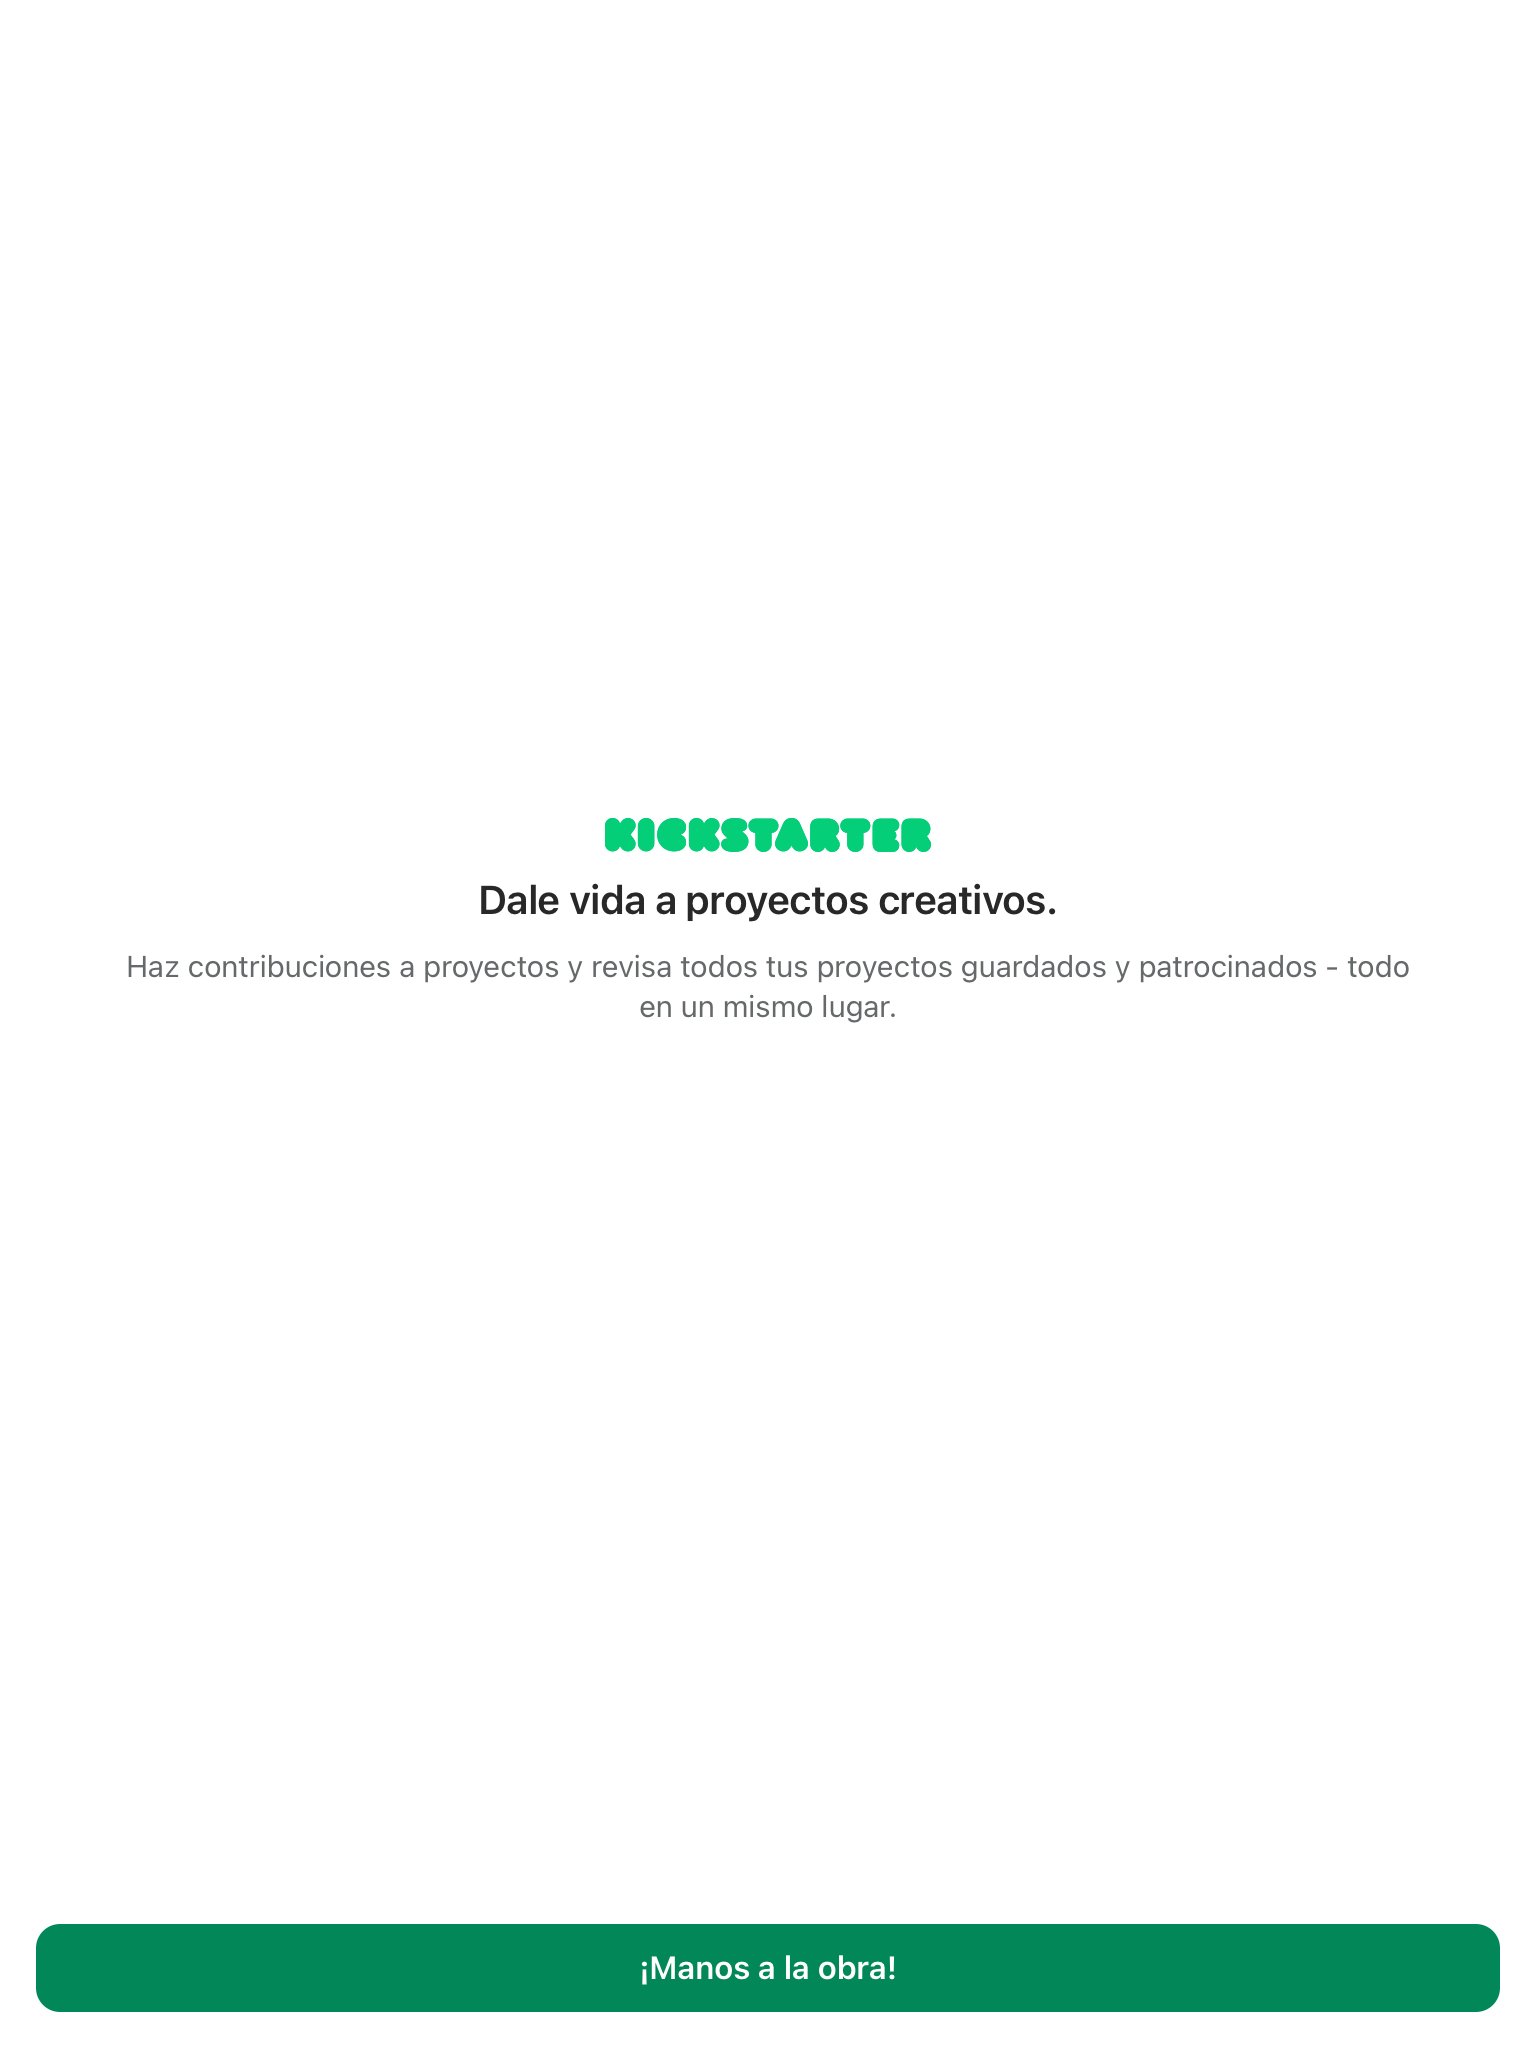 KICKSTARTER
Dale vida a proyectos creativos.
Haz contribuciones a proyectos y revisa todos tus proyectos guardados y patrocinados - todo
en un mismo lugar.
¡Manos a la obra!